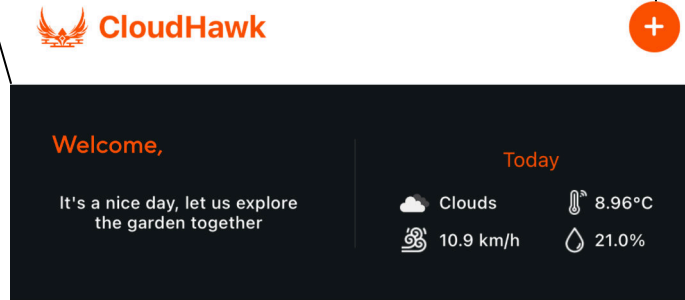 CloudHawk
Welcome,
It's a nice day, let us explore
the garden together
Today
Clouds
8.96°C
10.9 km/h
21.0%